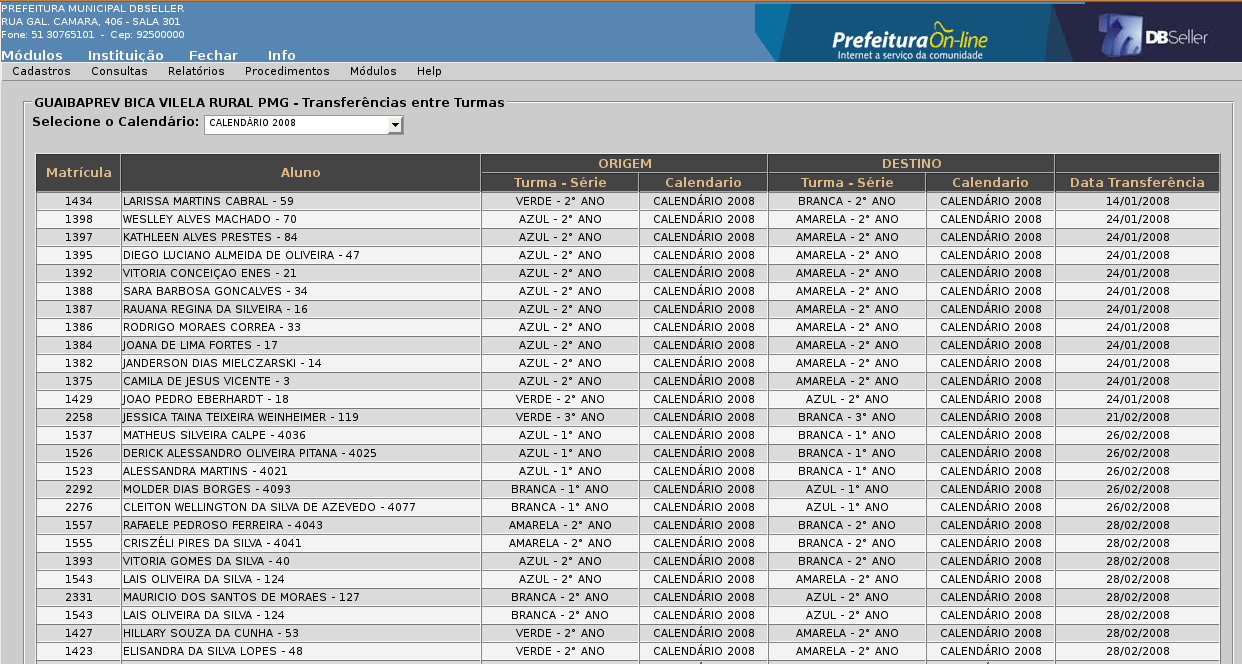 PREFEITURA MUNICIPAL DBSELLER
RUA GAL. CAMARA, 406 - SALA 301
Fone: 51 30765101 - Cep: 92500000
Prefeitura On-line
Internet a serviço da comunidade
DBSeller
Módulos Instituição Fechar Info
Cadastros Consultas Relatórios Procedimentos Módulos Help
GUAIBAPREV BICA VILELA RURAL PMG - Transferências entre Turmas
Selecione o Calendário: CALENDÁRIO 2008
ORIGEM DESTINO
Matrícula Aluno Turma - Série Calendario Turma - Série Calendario Data Transferência
1434 LARISSA MARTINS CABRAL - 59 VERDE - 2° ANO CALENDÁRIO 2008 BRANCA - 2° ANO CALENDÁRIO 2008 14/01/2008
1398 WESLLEY ALVES MACHADO - 70 AZUL - 2° ANO CALENDÁRIO 2008 AMARELA - 2° ANO CALENDÁRIO 2008 24/01/2008
1397 KATHLEEN ALVES PRESTES - 84 AZUL - 2° ANO CALENDÁRIO 2008 AMARELA - 2° ANO CALENDÁRIO 2008 24/01/2008
1395 DIEGO LUCIANO ALMEIDA DE OLIVEIRA - 47 AZUL - 2° ANO CALENDÁRIO 2008 AMARELA - 2° ANO CALENDÁRIO 2008 24/01/2008
1392 VITORIA CONCEIÇAO ENES - 21 AZUL - 2° ANO CALENDÁRIO 2008 AMARELA - 2° ANO CALENDÁRIO 2008 24/01/2008
1388 SARA BARBOSA GONCALVES - 34 AZUL - 2° ANO CALENDÁRIO 2008 AMARELA - 2° ANO CALENDÁRIO 2008 24/01/2008
1387 RAUANA REGINA DA SILVEIRA - 16 AZUL - 2° ANO CALENDÁRIO 2008 AMARELA - 2° ANO CALENDÁRIO 2008 24/01/2008
1386 RODRIGO MORAES CORREA - 33 AZUL - 2° ANO CALENDÁRIO 2008 AMARELA - 2° ANO CALENDÁRIO 2008 24/01/2008
1384 JOANA DE LIMA FORTES - 17 AZUL - 2° ANO CALENDÁRIO 2008 AMARELA - 2° ANO CALENDÁRIO 2008 24/01/2008
1382 JANDERSON DIAS MIELCZARSKI - 14 AZUL - 2° ANO CALENDÁRIO 2008 AMARELA - 2° ANO CALENDÁRIO 2008 24/01/2008
1375 CAMILA DE JESUS VICENTE - 3 AZUL - 2° ANO CALENDÁRIO 2008 AMARELA - 2° ANO CALENDÁRIO 2008 24/01/2008
1429 JOAO PEDRO EBERHARDT - 18 VERDE - 2° ANO CALENDÁRIO 2008 AZUL - 2° ANO CALENDÁRIO 2008 24/01/2008
2258 JESSICA TAINA TEIXEIRA WEINHEIMER - 119 VERDE - 3° ANO CALENDÁRIO 2008 BRANCA - 3° ANO CALENDÁRIO 2008 21/02/2008
1537 MATHEUS SILVEIRA CALPE - 4036 AZUL - 1° ANO CALENDÁRIO 2008 BRANCA - 1° ANO CALENDÁRIO 2008 26/02/2008
1526 DERICK ALESSANDRO OLIVEIRA PITANA - 4025 AZUL - 1° ANO CALENDÁRIO 2008 BRANCA - 1° ANO CALENDÁRIO 2008 26/02/2008
1523 ALESSANDRA MARTINS - 4021 AZUL - 1° ANO CALENDÁRIO 2008 BRANCA - 1° ANO CALENDÁRIO 2008 26/02/2008
2292 MOLDER DIAS BORGES - 4093 BRANCA - 1° ANO CALENDÁRIO 2008 AZUL - 1° ANO CALENDÁRIO 2008 26/02/2008
2276 CLEITON WELLINGTON DA SILVA DE AZEVEDO - 4077 BRANCA - 1° ANO CALENDÁRIO 2008 AZUL - 1° ANO CALENDÁRIO 2008 26/02/2008
1557 RAFAELE PEDROSO FERREIRA - 4043 AMARELA - 2° ANO CALENDÁRIO 2008 BRANCA - 2° ANO CALENDÁRIO 2008 28/02/2008
1555 CRISZÉLI PIRES DA SILVA - 4041 AMARELA - 2° ANO CALENDÁRIO 2008 BRANCA - 2° ANO CALENDÁRIO 2008 28/02/2008
1393 VITORIA GOMES DA SILVA - 40 AZUL - 2° ANO CALENDÁRIO 2008 BRANCA - 2° ANO CALENDÁRIO 2008 28/02/2008
1543 LAIS OLIVEIRA DA SILVA - 124 AZUL - 2° ANO CALENDÁRIO 2008 AMARELA - 2° ANO CALENDÁRIO 2008 28/02/2008
2331 MAURICIO DOS SANTOS DE MORAES - 127 BRANCA - 2° ANO CALENDÁRIO 2008 AZUL - 2° ANO CALENDÁRIO 2008 28/02/2008
1543 LAIS OLIVEIRA DA SILVA - 124 BRANCA - 2° ANO CALENDÁRIO 2008 AZUL - 2° ANO CALENDÁRIO 2008 28/02/2008
1427 HILLARY SOUZA DA CUNHA - 53 VERDE - 2° ANO CALENDÁRIO 2008 AMARELA - 2° ANO CALENDÁRIO 2008 28/02/2008
1423 ELISANDRA DA SILVA LOPES - 48 VERDE - 2° ANO CALENDÁRIO 2008 AMARELA - 2° ANO CALENDÁRIO 2008 28/02/2008